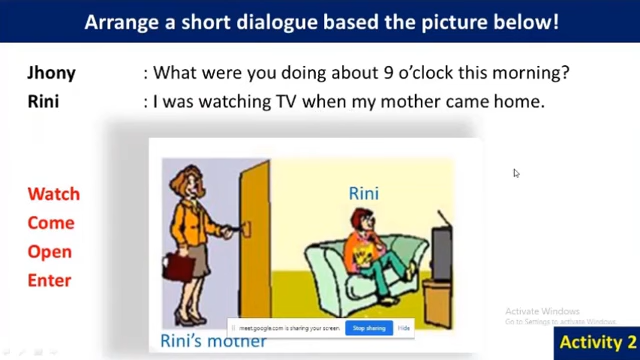 Arrange a short dialogue based the picture below!
Jhony : What were you doing about 9 o’clock this morning?
Rini : I was watching TV when my mother came home.
Rini
Watch
Come
Open
Enter
Activate Windows
Go to Settings to activate Windows.
meet.google.com is sharing your screen. Stop sharing Hide
Rini’s mother
Activity 2